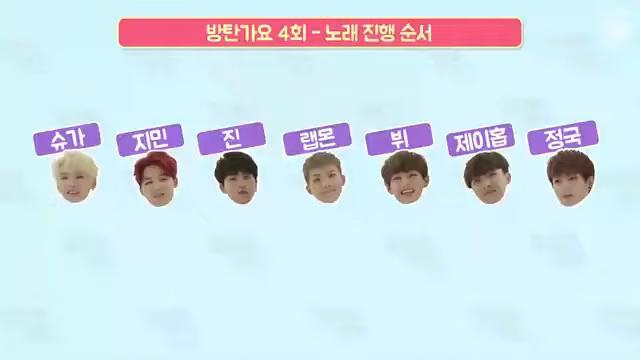 방탄가요 4회 - 노래 진행 순서
슈가 지민 진 랩몬 뷔 제이홉 정국